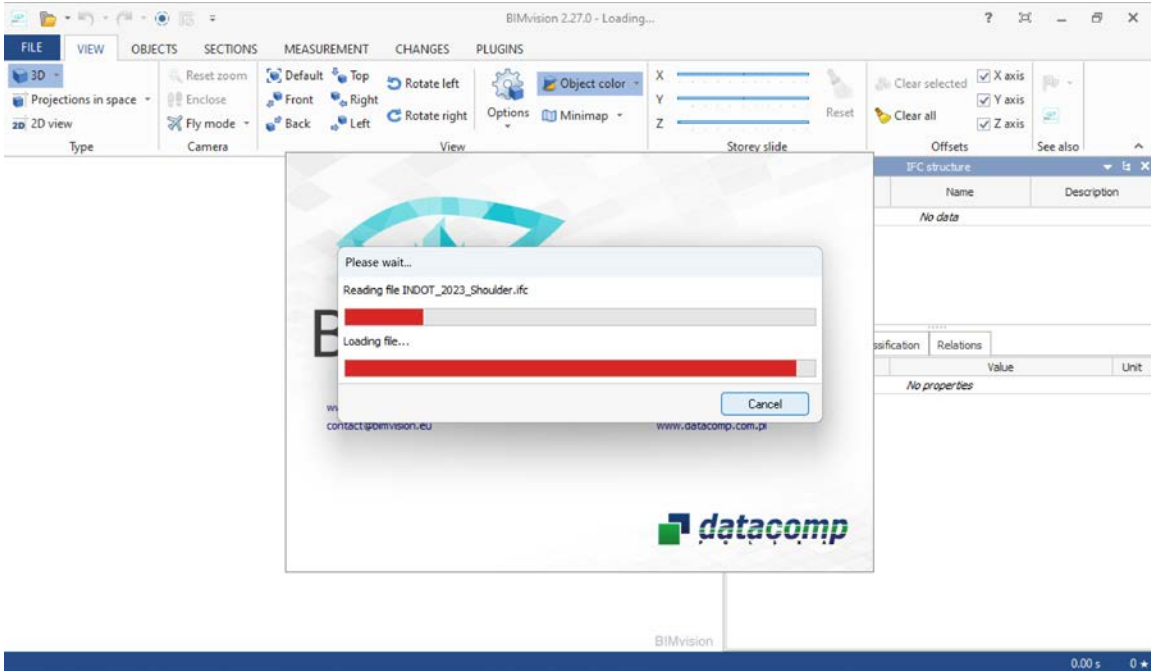 BIMvision 2.27.0 - Loading...
FILE VIEW OBJECTS SECTIONS MEASUREMENT CHANGES PLUGINS
3D
Projections in space
2D 2D view
Type
Reset zoom
Enclose
Fly mode
Camera
Default Top
Front Right
Back Left
Rotate left
Rotate right
Options
Object color
Minimap
View
X
Y
Z
Reset
Storey slide
Clear selected
Clear all
X axis
Y axis
Z axis
Offsets
See also
IFC structure
Name Description
No data
Please wait...
Reading file INDOT_2023_Shoulder.ifc
Loading file...
Cancel
B
ssification Relations
Value Unit
No properties
contact@bimvision.eu www.datacomp.com.pl
datacomp
BIMvision
0.00 s 0